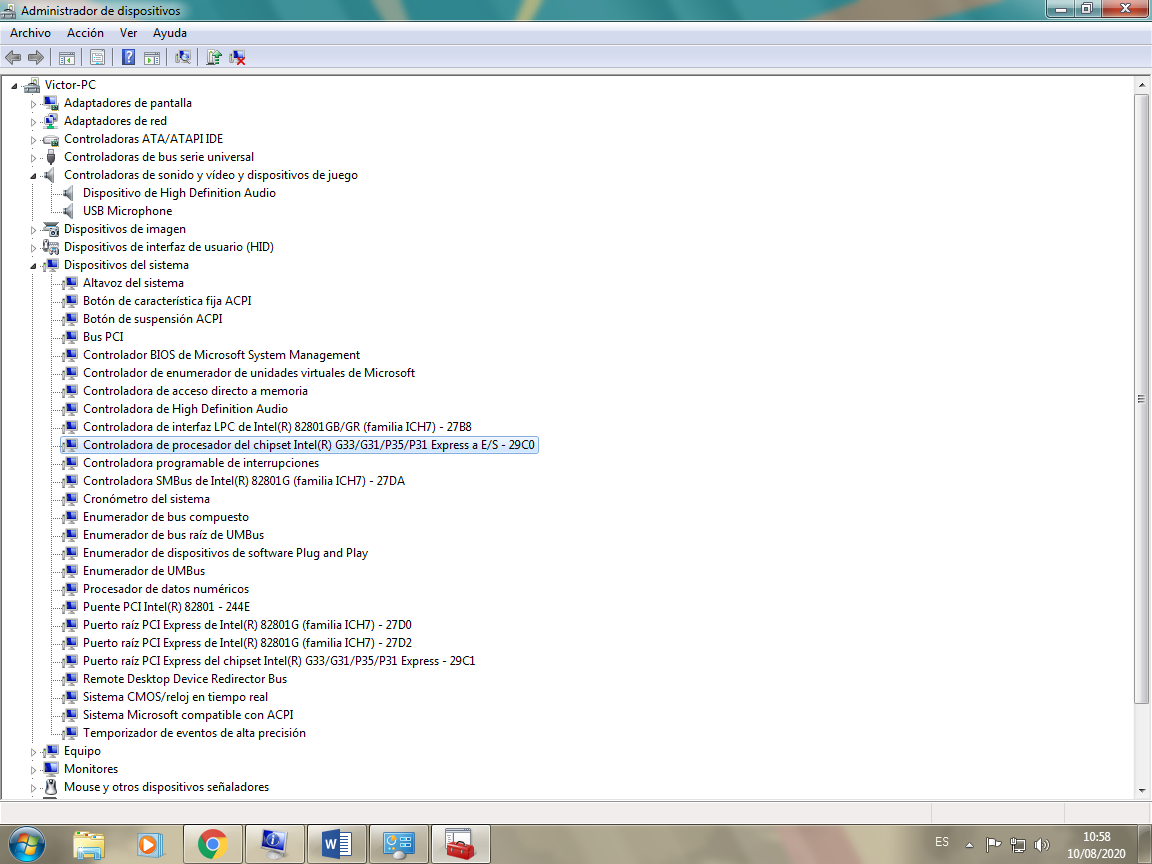 Administrador de dispositivos
Archivo Acción Ver Ayuda
Victor-PC
Adaptadores de pantalla
Adaptadores de red
Controladoras ATA/ATAPI IDE
Controladoras de bus serie universal
Controladoras de sonido y vídeo y dispositivos de juego
Dispositivo de High Definition Audio
USB Microphone
Dispositivos de imagen
Dispositivos de interfaz de usuario (HID)
Dispositivos del sistema
Altavoz del sistema
Botón de característica fija ACPI
Botón de suspensión ACPI
Bus PCI
Controlador BIOS de Microsoft System Management
Controlador de enumerador de unidades virtuales de Microsoft
Controladora de acceso directo a memoria
Controladora de High Definition Audio
Controladora de interfaz LPC de Intel(R) 82801GB/GR (familia ICH7) - 27B8
Controladora de procesador del chipset Intel(R) G33/G31/P35/P31 Express a E/S - 29C0
Controladora programable de interrupciones
Controladora SMBus de Intel(R) 82801G (familia ICH7) - 27DA
Cronómetro del sistema
Enumerador de bus compuesto
Enumerador de bus raíz de UMBus
Enumerador de dispositivos de software Plug and Play
Enumerador de UMBus
Procesador de datos numéricos
Puente PCI Intel(R) 82801 - 244E
Puerto raíz PCI Express de Intel(R) 82801G (familia ICH7) - 27D0
Puerto raíz PCI Express de Intel(R) 82801G (familia ICH7) - 27D2
Puerto raíz PCI Express del chipset Intel(R) G33/G31/P35/P31 Express - 29C1
Remote Desktop Device Redirector Bus
Sistema CMOS/reloj en tiempo real
Sistema Microsoft compatible con ACPI
Temporizador de eventos de alta precisión
Equipo
Monitores
Mouse y otros dispositivos señaladores
ES
10:58
10/08/2020